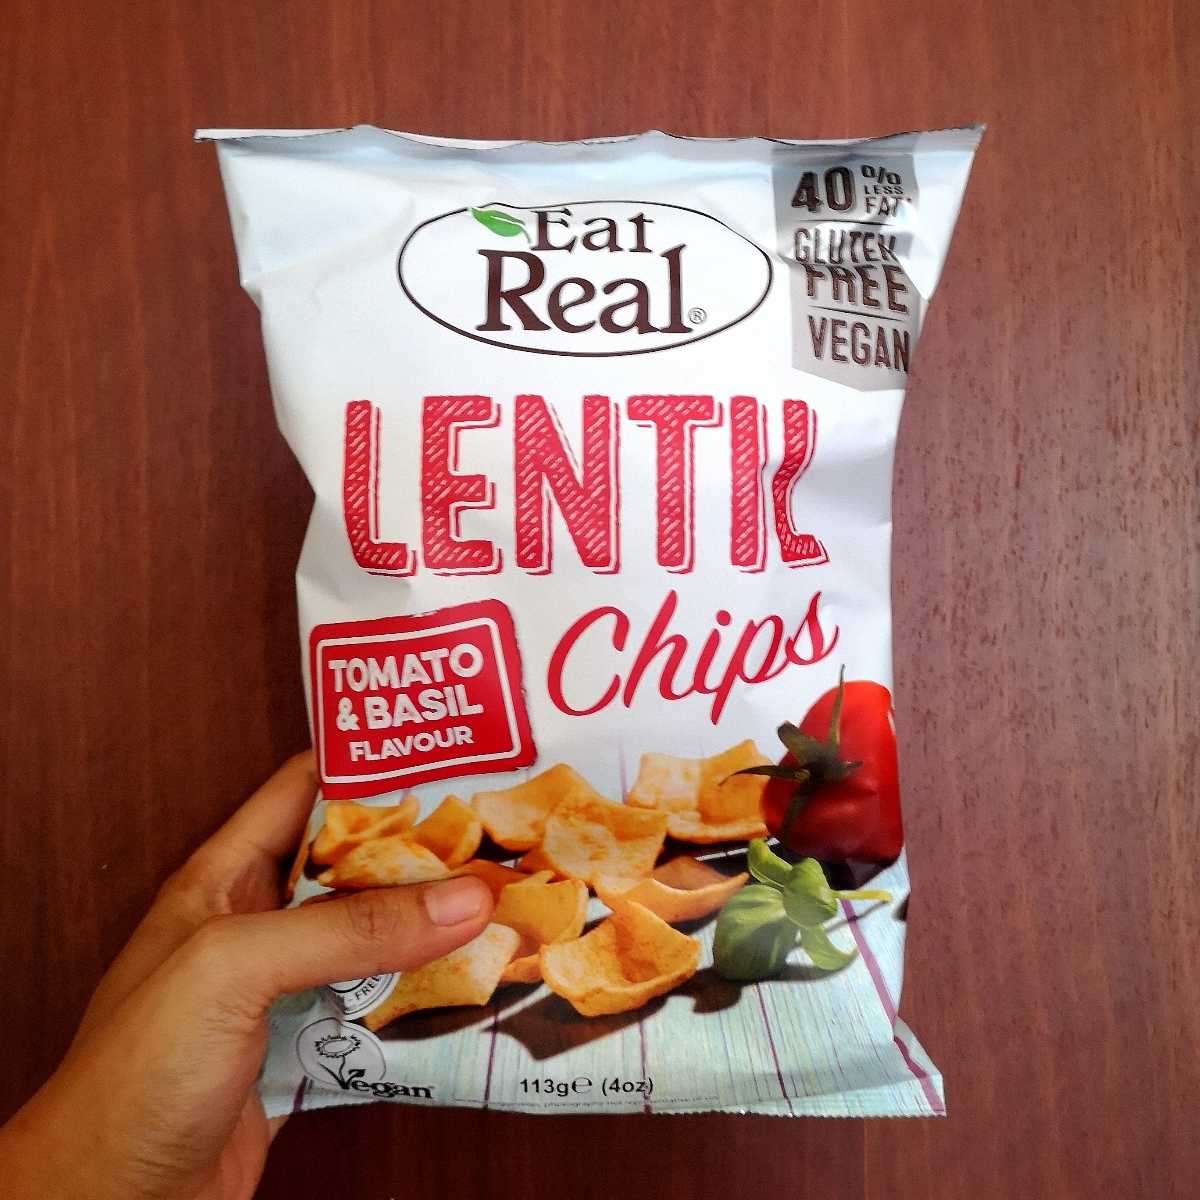 Eat
Real®
40% LESS FAT
GLUTEN
FREE
VEGAN
LENTIL
Chips
TOMATO
& BASIL
FLAVOUR
Vegan
113g℮ (4oz)